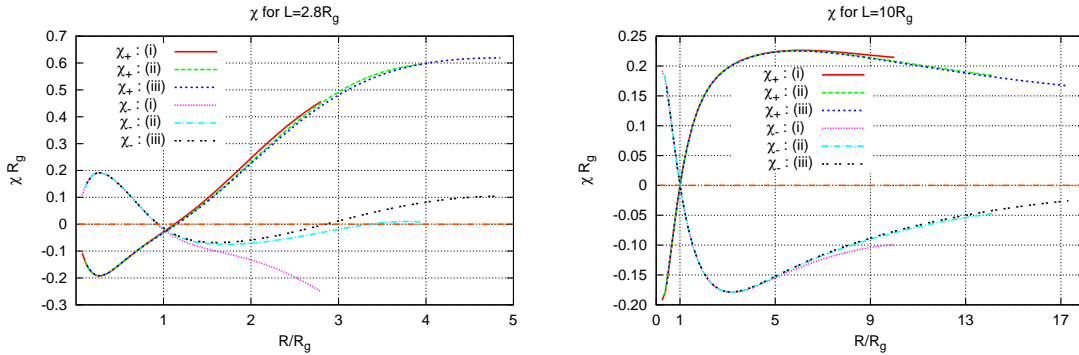 χ for L=2.8R_g
χ R_g
0.7
0.6
0.5
0.4
0.3
0.2
0.1
0
-0.1
-0.2
-0.3
χ₊ : (i)
χ₊ : (ii)
χ₊ : (iii)
χ₋ : (i)
χ₋ : (ii)
χ₋ : (iii)
1 2 3 4 5
R/R_g
χ for L=10R_g
χ R_g
0.25
0.20
0.15
0.10
0.05
0
-0.05
-0.10
-0.15
-0.20
χ₊ : (i)
χ₊ : (ii)
χ₊ : (iii)
χ₋ : (i)
χ₋ : (ii)
χ₋ : (iii)
0 1 5 9 13 17
R/R_g